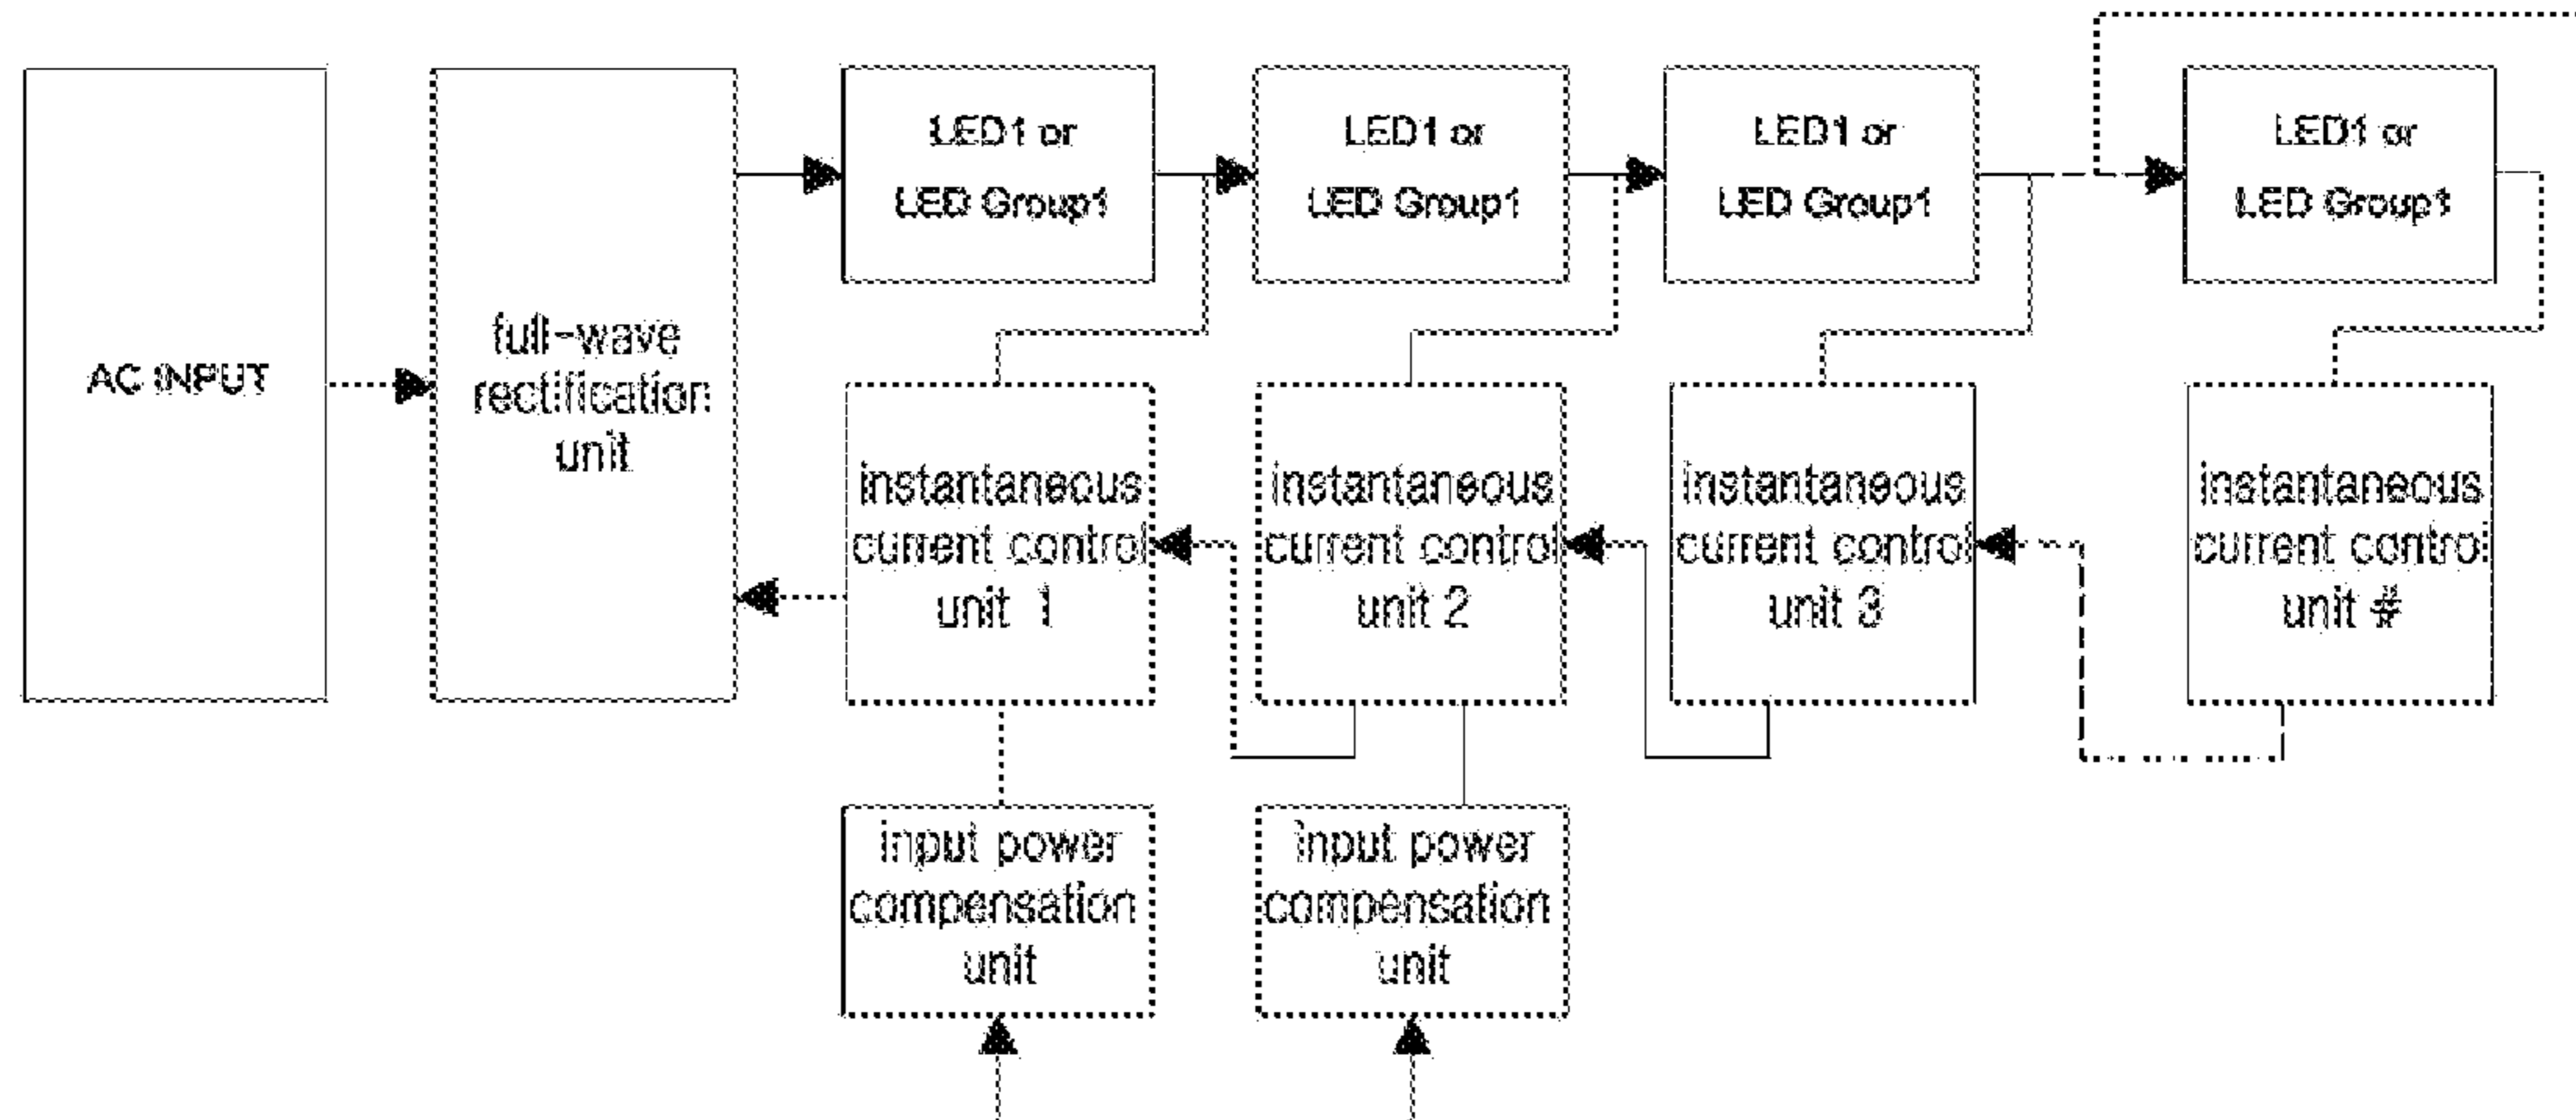 AC INPUT
full-wave
rectification
unit
LED1 or
LED Group1
LED1 or
LED Group1
LED1 or
LED Group1
LED1 or
LED Group1
instantaneous
current control
unit 1
instantaneous
current control
unit 2
instantaneous
current control
unit 3
instantaneous
current control
unit #
input power
compensation
unit
input power
compensation
unit